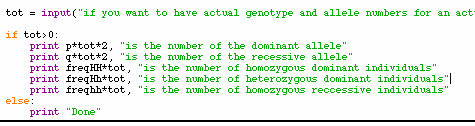 tot = input("if you want to have actual genotype and allele numbers for an act
if tot>0:
print p*tot*2, "is the number of the dominant allele"
print q*tot*2, "is the number of the recessive allele"
print freqHH*tot, "is the number of homozygous dominant individuals"
print freqHh*tot, "is the number of heterozygous dominant individuals"
print freqhh*tot, "is the number of homozygous reccessive individuals"
else:
print "Done"